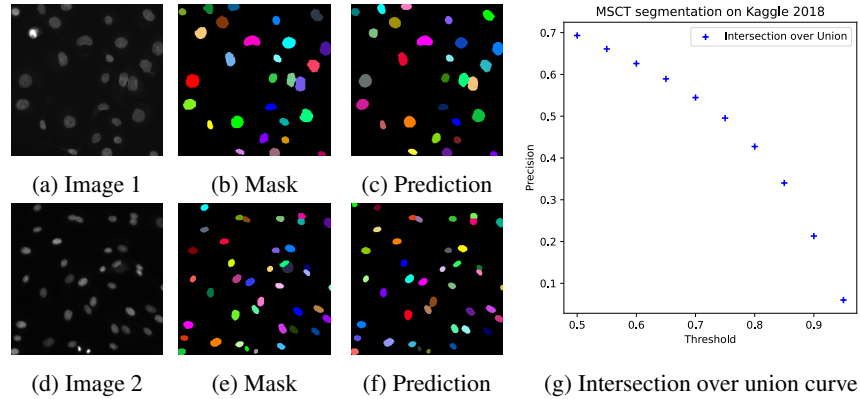 (a) Image 1
(b) Mask
(c) Prediction
(d) Image 2
(e) Mask
(f) Prediction
MSCT segmentation on Kaggle 2018
Intersection over Union
Precision
0.7
0.6
0.5
0.4
0.3
0.2
0.1
0.5 0.6 0.7 0.8 0.9
Threshold
(g) Intersection over union curve